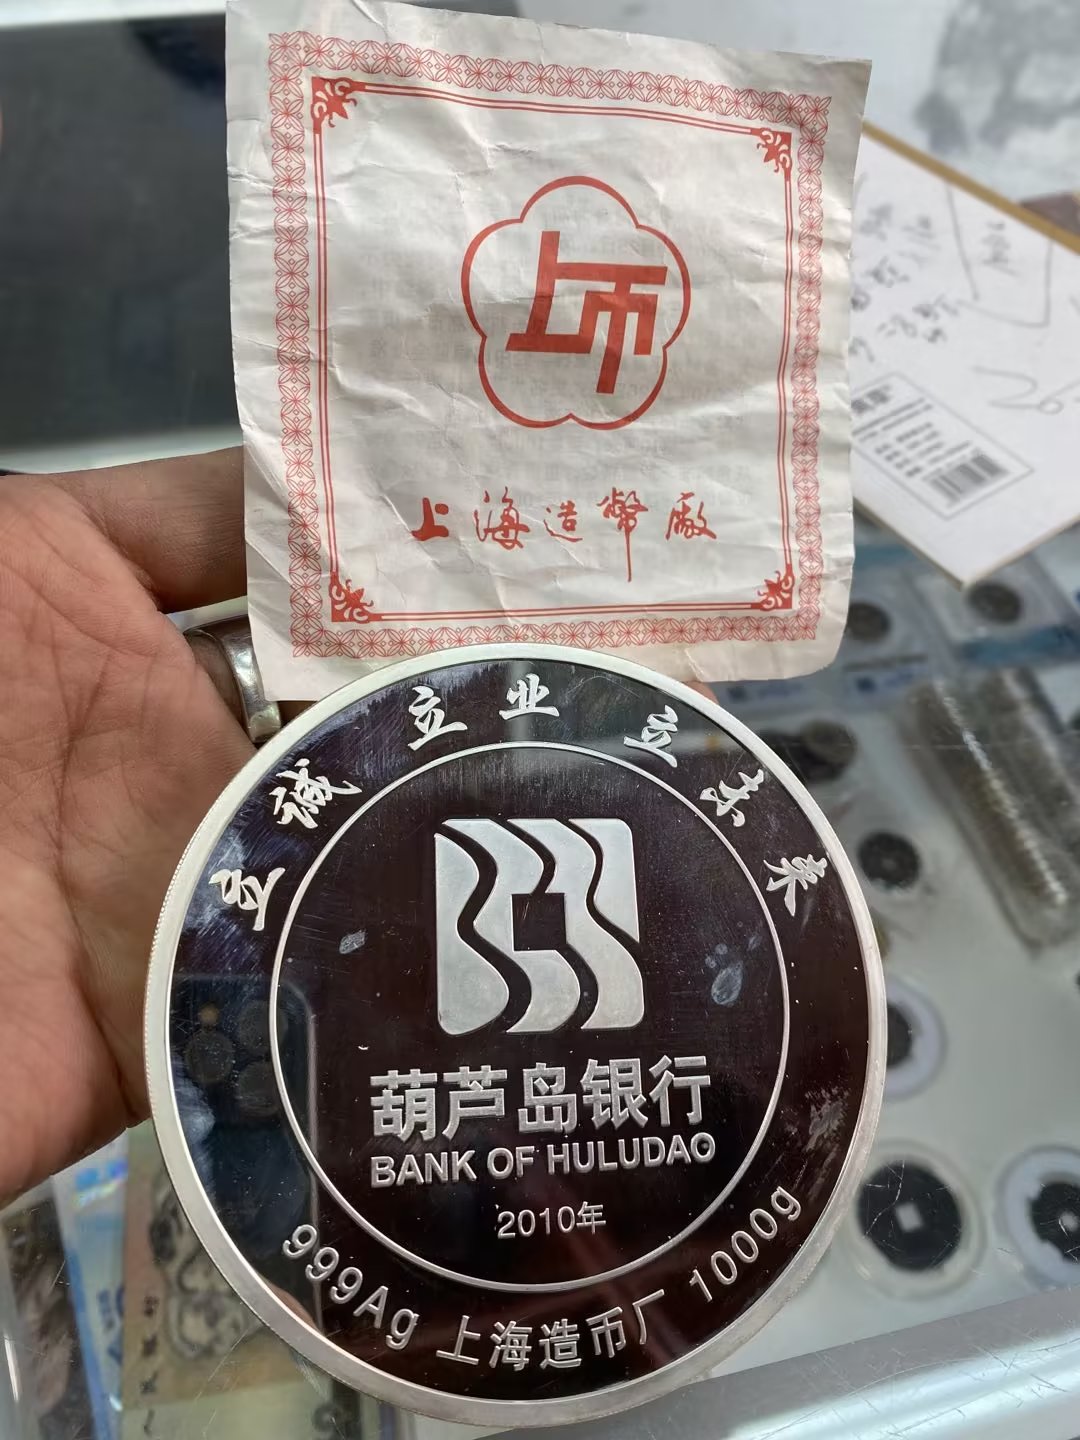 上币
上海造幣廠
立诚立业立未来
葫芦岛银行
BANK OF HULUDAO
2010年
999Ag 上海造币厂 1000g